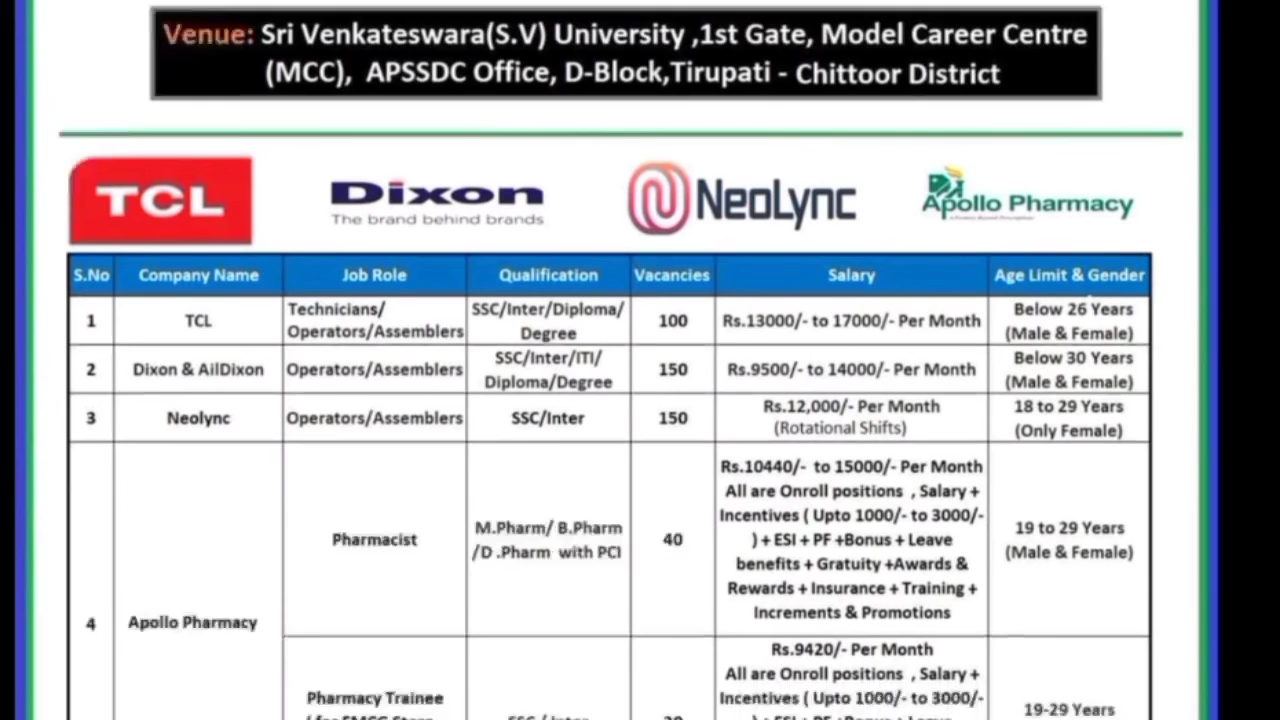 Venue: Sri Venkateswara(S.V) University ,1st Gate, Model Career Centre
(MCC), APSSDC Office, D-Block,Tirupati - Chittoor District
TCL
Dixon
The brand behind brands
NeoLync
Apollo Pharmacy
S.No Company Name Job Role Qualification Vacancies Salary Age Limit & Gender
1 TCL Technicians/ Operators/Assemblers SSC/Inter/Diploma/ Degree 100 Rs.13000/- to 17000/- Per Month Below 26 Years (Male & Female)
2 Dixon & AilDixon Operators/Assemblers SSC/Inter/ITI/ Diploma/Degree 150 Rs.9500/- to 14000/- Per Month Below 30 Years (Male & Female)
3 Neolync Operators/Assemblers SSC/Inter 150 Rs.12,000/- Per Month (Rotational Shifts) 18 to 29 Years (Only Female)
4 Apollo Pharmacy
Pharmacist
M.Pharm/ B.Pharm
/D .Pharm with PCI
40
Rs.10440/- to 15000/- Per Month
All are Onroll positions , Salary +
Incentives ( Upto 1000/- to 3000/-
) + ESI + PF +Bonus + Leave
benefits + Gratuity +Awards &
Rewards + Insurance + Training +
Increments & Promotions
19 to 29 Years
(Male & Female)
Pharmacy Trainee
Rs.9420/- Per Month
All are Onroll positions , Salary +
Incentives ( Upto 1000/- to 3000/-
19-29 Years